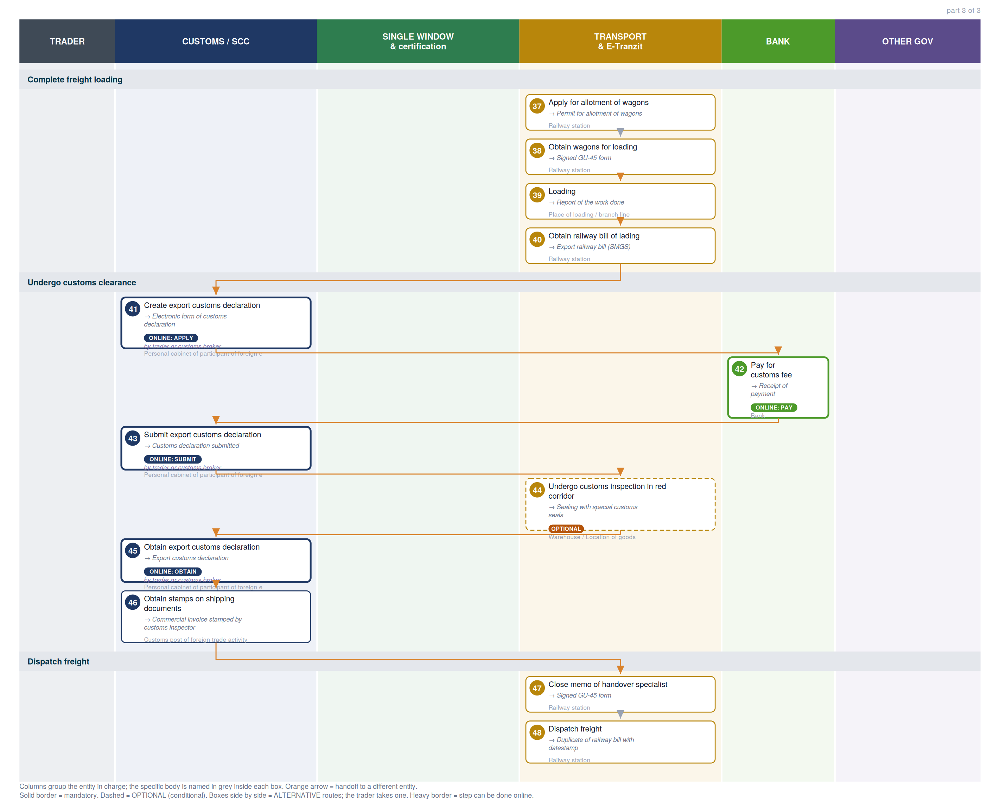 part 3 of 3
TRADER
CUSTOMS / SCC
SINGLE WINDOW
& certification
TRANSPORT
& E-Tranzit
BANK
OTHER GOV
Complete freight loading
37
Apply for allotment of wagons
→ Permit for allotment of wagons
Railway station
38
Obtain wagons for loading
→ Signed GU-45 form
Railway station
39
Loading
→ Report of the work done
Place of loading / branch line
40
Obtain railway bill of lading
→ Export railway bill (SMGS)
Railway station
Undergo customs clearance
41
Create export customs declaration
→ Electronic form of customs
declaration
ONLINE: APPLY
by trader or customs broker
Personal cabinet of participant of foreign e
42
Pay for
customs fee
→ Receipt of
payment
ONLINE: PAY
Bank
43
Submit export customs declaration
→ Customs declaration submitted
ONLINE: SUBMIT
by trader or customs broker
Personal cabinet of participant of foreign e
44
Undergo customs inspection in red
corridor
→ Sealing with special customs
seals
OPTIONAL
Warehouse / Location of goods
45
Obtain export customs declaration
→ Export customs declaration
ONLINE: OBTAIN
by trader or customs broker
Personal cabinet of participant of foreign e
46
Obtain stamps on shipping
documents
→ Commercial invoice stamped by
customs inspector
Customs post of foreign trade activity
Dispatch freight
47
Close memo of handover specialist
→ Signed GU-45 form
Railway station
48
Dispatch freight
→ Duplicate of railway bill with
datestamp
Railway station
Columns group the entity in charge; the specific body is named in grey inside each box. Orange arrow = handoff to a different entity.
Solid border = mandatory. Dashed = OPTIONAL (conditional). Boxes side by side = ALTERNATIVE routes; the trader takes one. Heavy border = step can be done online.